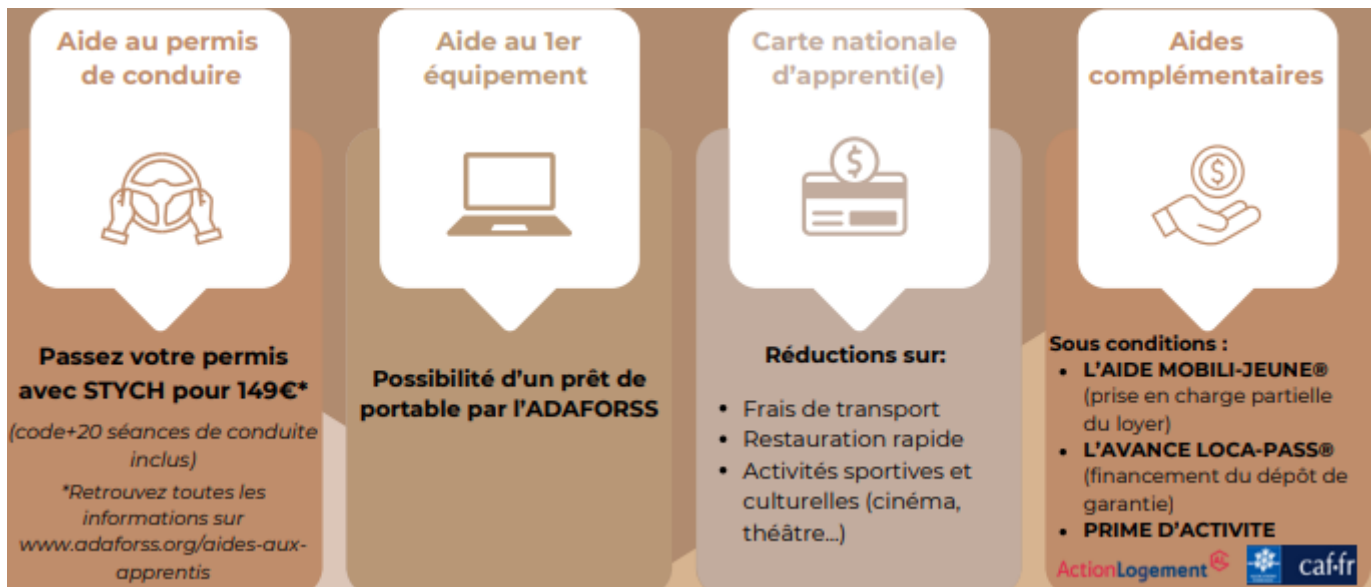 Aide au permis
de conduire
Passez votre permis
avec STYCH pour 149€*
(code+20 séances de conduite
inclus)
*Retrouvez toutes les
informations sur
www.adaforss.org/aides-aux-
apprentis
Aide au 1er
équipement
Possibilité d'un prêt de
portable par l'ADAFORSS
Carte nationale
d'apprenti(e)
$
Réductions sur:
• Frais de transport
• Restauration rapide
• Activités sportives et
culturelles (cinéma,
théâtre...)
Aides
complémentaires
$
Sous conditions :
• L'AIDE MOBILI-JEUNE®
(prise en charge partielle
du loyer)
• L'AVANCE LOCA-PASS®
(financement du dépôt de
garantie)
• PRIME D'ACTIVITE
ActionLogement
caf.fr